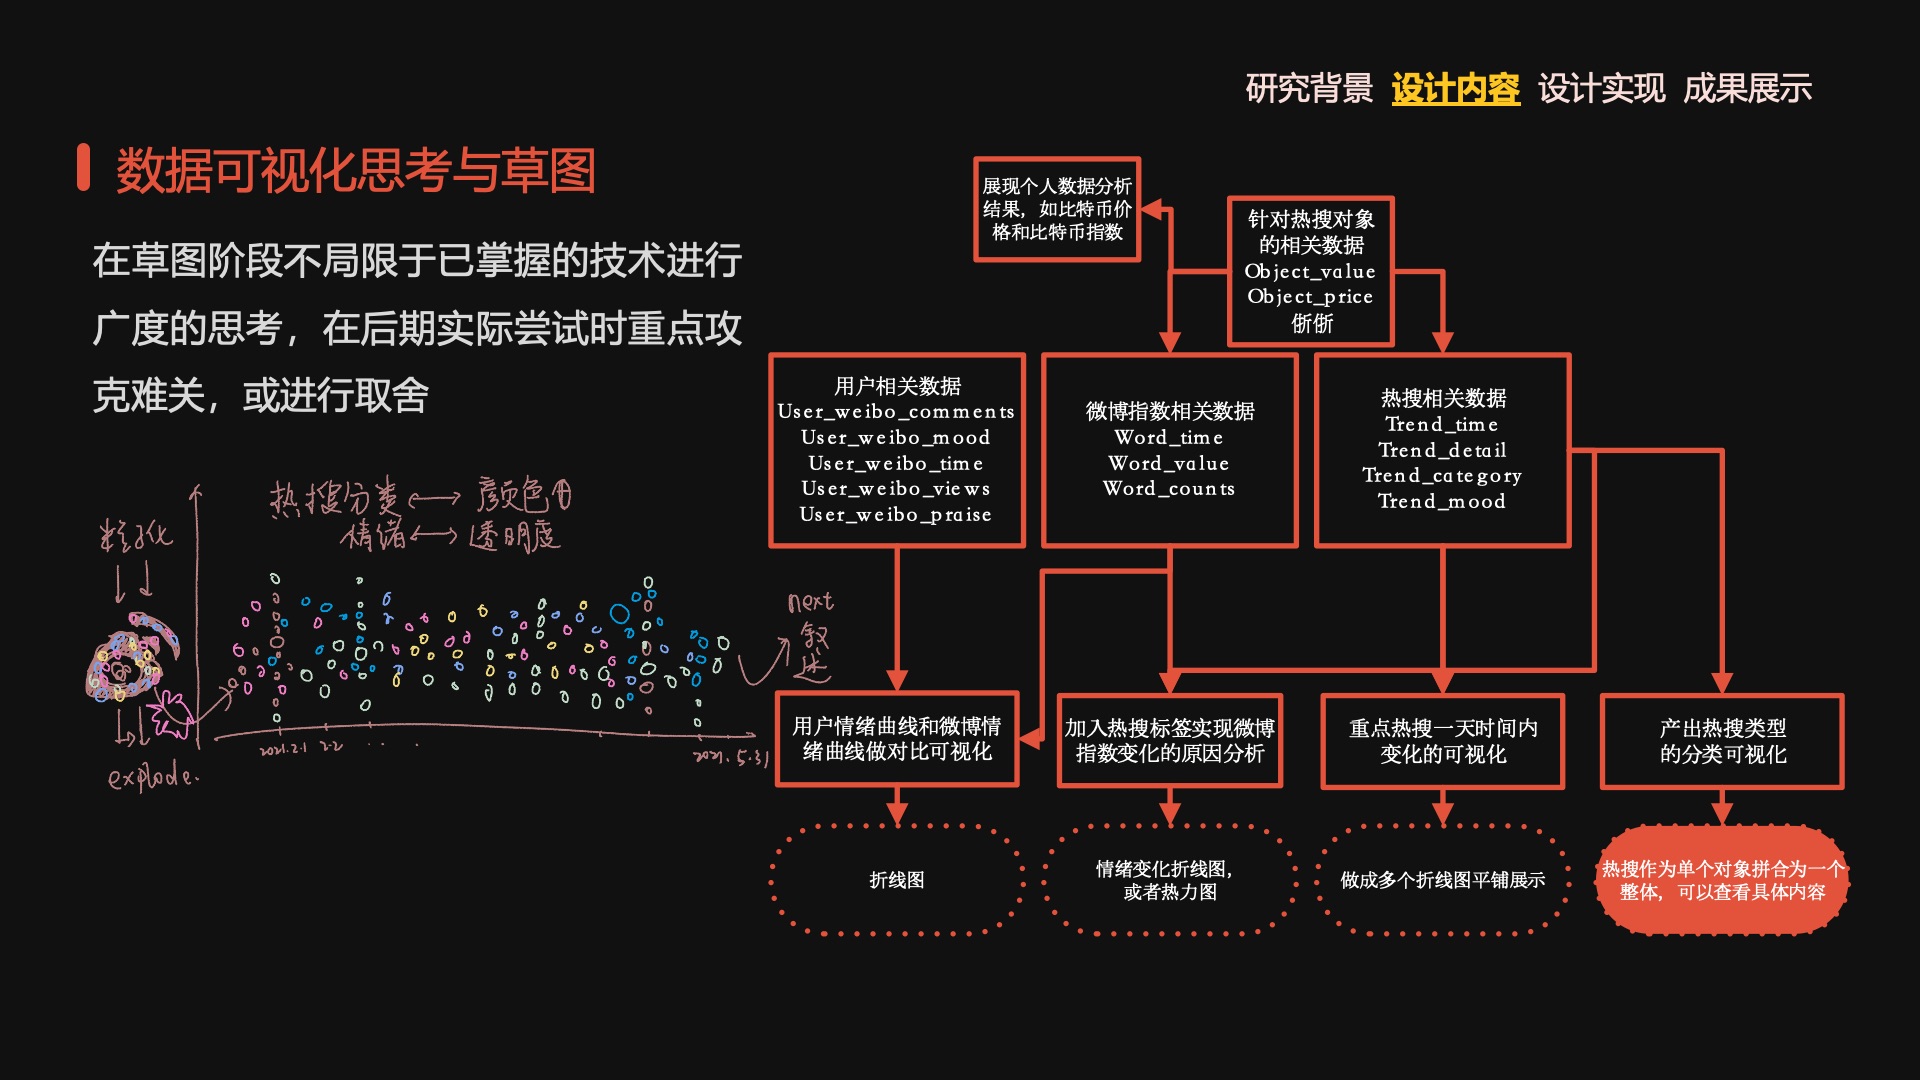 研究背景 设计内容 设计实现 成果展示
数据可视化思考与草图
在草图阶段不局限于已掌握的技术进行
广度的思考，在后期实际尝试时重点攻
克难关，或进行取舍
热搜分类 颜色
情绪 透明度
粒子化
explode.
2021.2.1 2.2
2021.5.31
next
叙
述
展现个人数据分析
结果，如比特币价
格和比特币指数
针对热搜对象
的相关数据
Object_value
Object_price
用户相关数据
User_weibo_comments
User_weibo_mood
User_weibo_time
User_weibo_views
User_weibo_praise
微博指数相关数据
Word_time
Word_value
Word_counts
热搜相关数据
Trend_time
Trend_detail
Trend_category
Trend_mood
用户情绪曲线和微博情
绪曲线做对比可视化
加入热搜标签实现微博
指数变化的原因分析
重点热搜一天时间内
变化的可视化
产出热搜类型
的分类可视化
折线图
情绪变化折线图，
或者热力图
做成多个折线图平铺展示
热搜作为单个对象拼合为一个
整体，可以查看具体内容